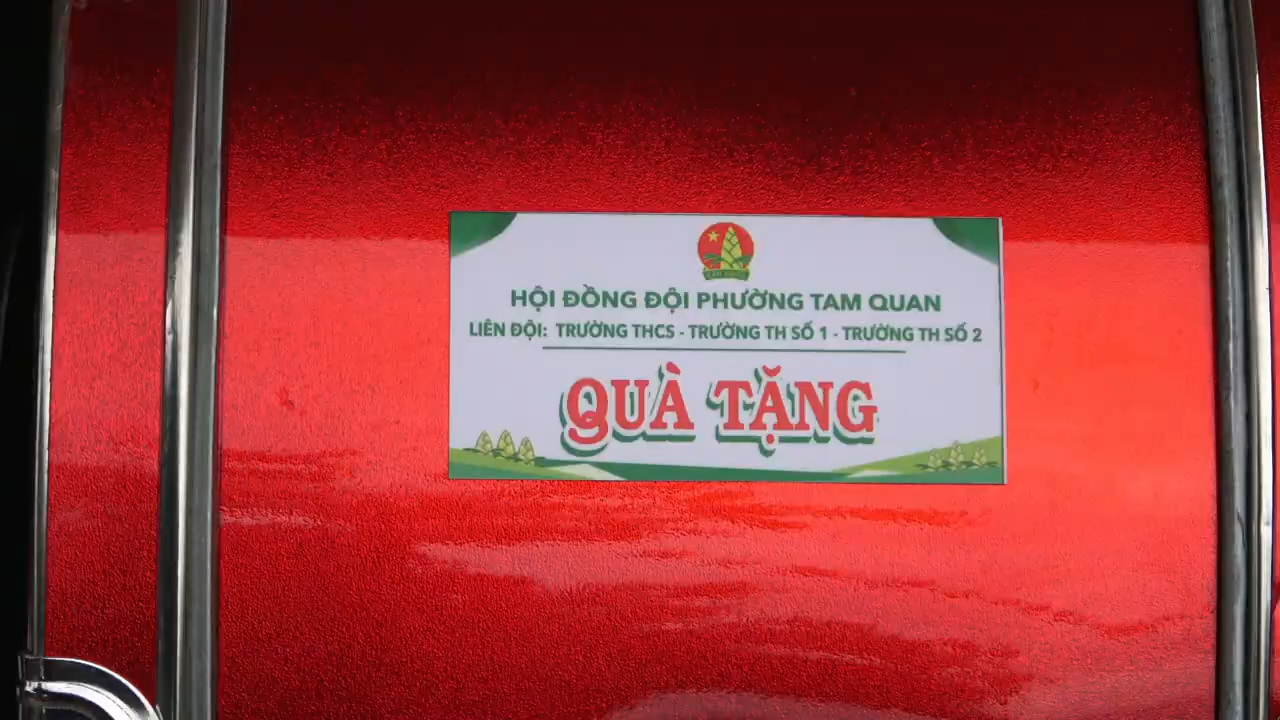 HỘI ĐỒNG ĐỘI PHƯỜNG TAM QUAN
LIÊN ĐỘI: TRƯỜNG THCS - TRƯỜNG TH SỐ 1 - TRƯỜNG TH SỐ 2
QUÀ TẶNG